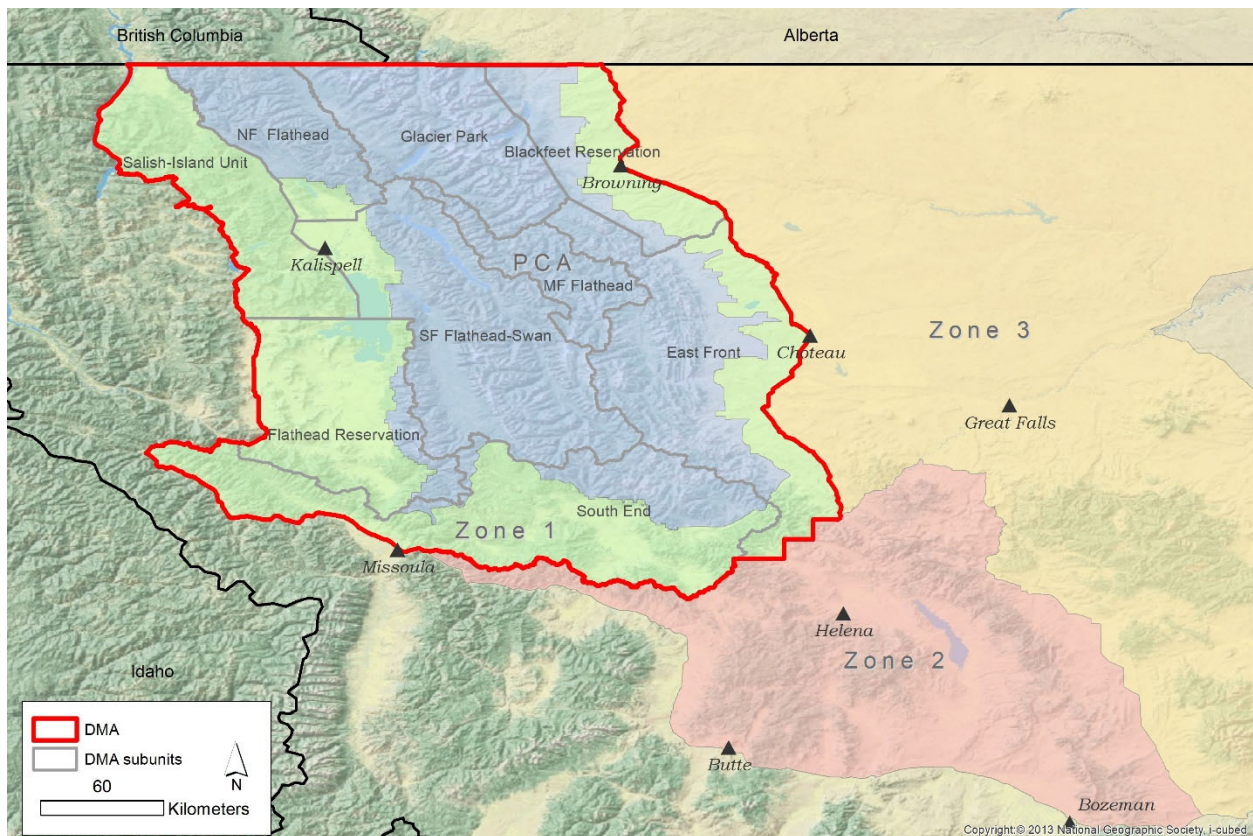 British Columbia
Alberta
NF Flathead
Glacier Park
Salish-Island Unit
Blackfeet Reservation
Browning
Kalispell
PCA
MF Flathead
SF Flathead-Swan
East Front
Choteau
Zone 3
Great Falls
Flathead Reservation
South End
Zone 1
Missoula
Helena
Zone 2
Idaho
Butte
Bozeman
DMA
DMA subunits
N
60
Kilometers
Copyright:© 2013 National Geographic Society, i-cubed